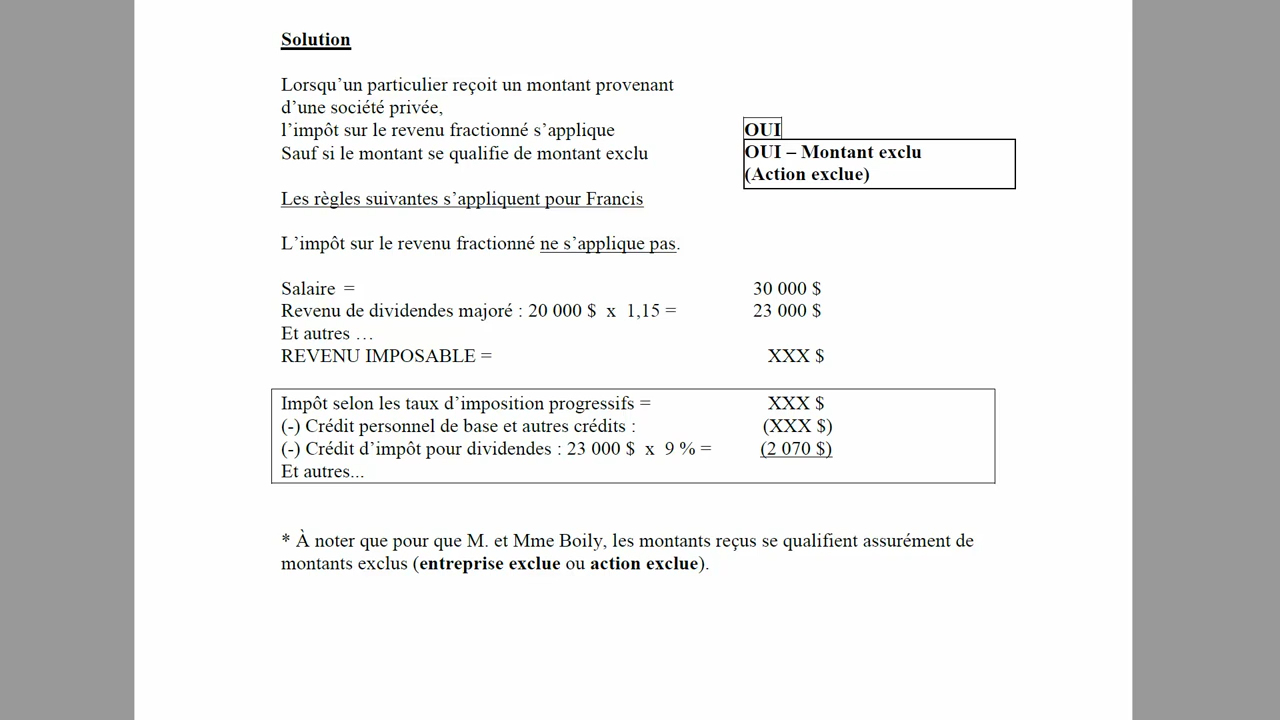 Solution
Lorsqu'un particulier reçoit un montant provenant
d'une société privée,
l'impôt sur le revenu fractionné s'applique OUI
Sauf si le montant se qualifie de montant exclu OUI – Montant exclu
(Action exclue)
Les règles suivantes s'appliquent pour Francis
L'impôt sur le revenu fractionné ne s'applique pas.
Salaire = 30 000 $
Revenu de dividendes majoré : 20 000 $ x 1,15 = 23 000 $
Et autres …
REVENU IMPOSABLE = XXX $
Impôt selon les taux d'imposition progressifs = XXX $
(-) Crédit personnel de base et autres crédits : (XXX $)
(-) Crédit d'impôt pour dividendes : 23 000 $ x 9 % = (2 070 $)
Et autres...
* À noter que pour que M. et Mme Boily, les montants reçus se qualifient assurément de
montants exclus (entreprise exclue ou action exclue).